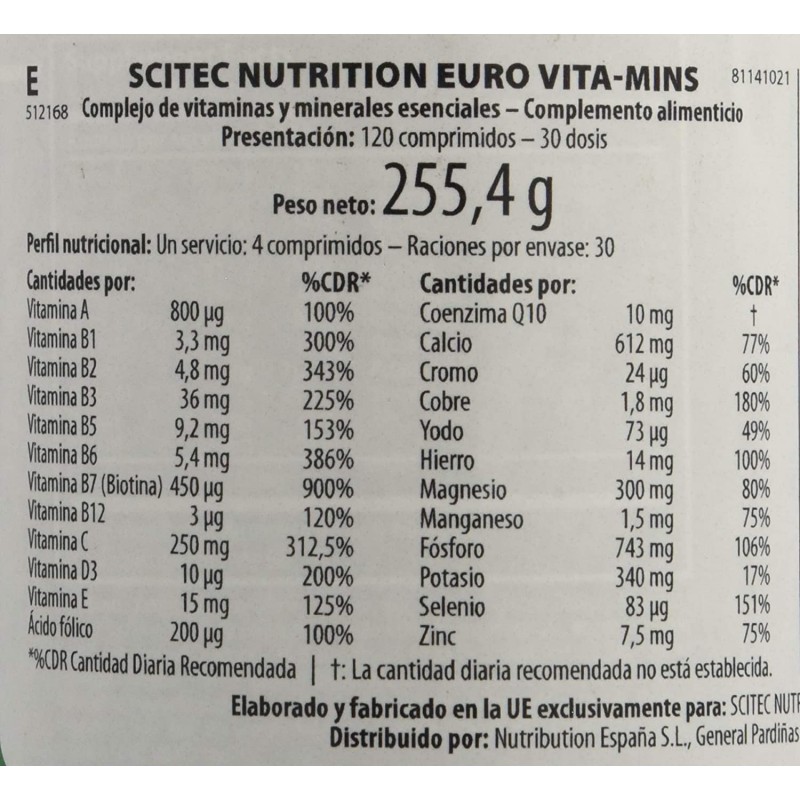 E SCITEC NUTRITION EURO VITA-MINS 81141021
512168 Complejo de vitaminas y minerales esenciales – Complemento alimenticio
Presentación: 120 comprimidos – 30 dosis
Peso neto: 255,4 g
Perfil nutricional: Un servicio: 4 comprimidos – Raciones por envase: 30
Cantidades por: %CDR* Cantidades por: %CDR*
Vitamina A 800 µg 100% Coenzima Q10 10 mg †
Vitamina B1 3,3 mg 300% Calcio 612 mg 77%
Vitamina B2 4,8 mg 343% Cromo 24 µg 60%
Vitamina B3 36 mg 225% Cobre 1,8 mg 180%
Vitamina B5 9,2 mg 153% Yodo 73 µg 49%
Vitamina B6 5,4 mg 386% Hierro 14 mg 100%
Vitamina B7 (Biotina) 450 µg 900% Magnesio 300 mg 80%
Vitamina B12 3 µg 120% Manganeso 1,5 mg 75%
Vitamina C 250 mg 312,5% Fósforo 743 mg 106%
Vitamina D3 10 µg 200% Potasio 340 mg 17%
Vitamina E 15 mg 125% Selenio 83 µg 151%
Ácido fólico 200 µg 100% Zinc 7,5 mg 75%
*%CDR Cantidad Diaria Recomendada | †: La cantidad diaria recomendada no está establecida.
Elaborado y fabricado en la UE exclusivamente para: SCITEC NUTR
Distribuido por: Nutribution España S.L., General Pardiñas